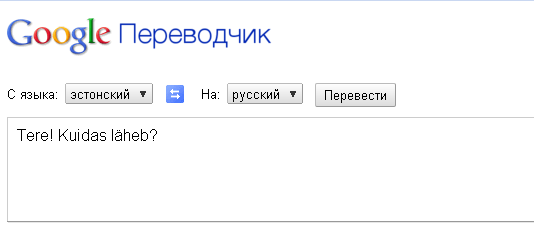 Google Переводчик
С языка: эстонский На: русский Перевести
Tere! Kuidas läheb?